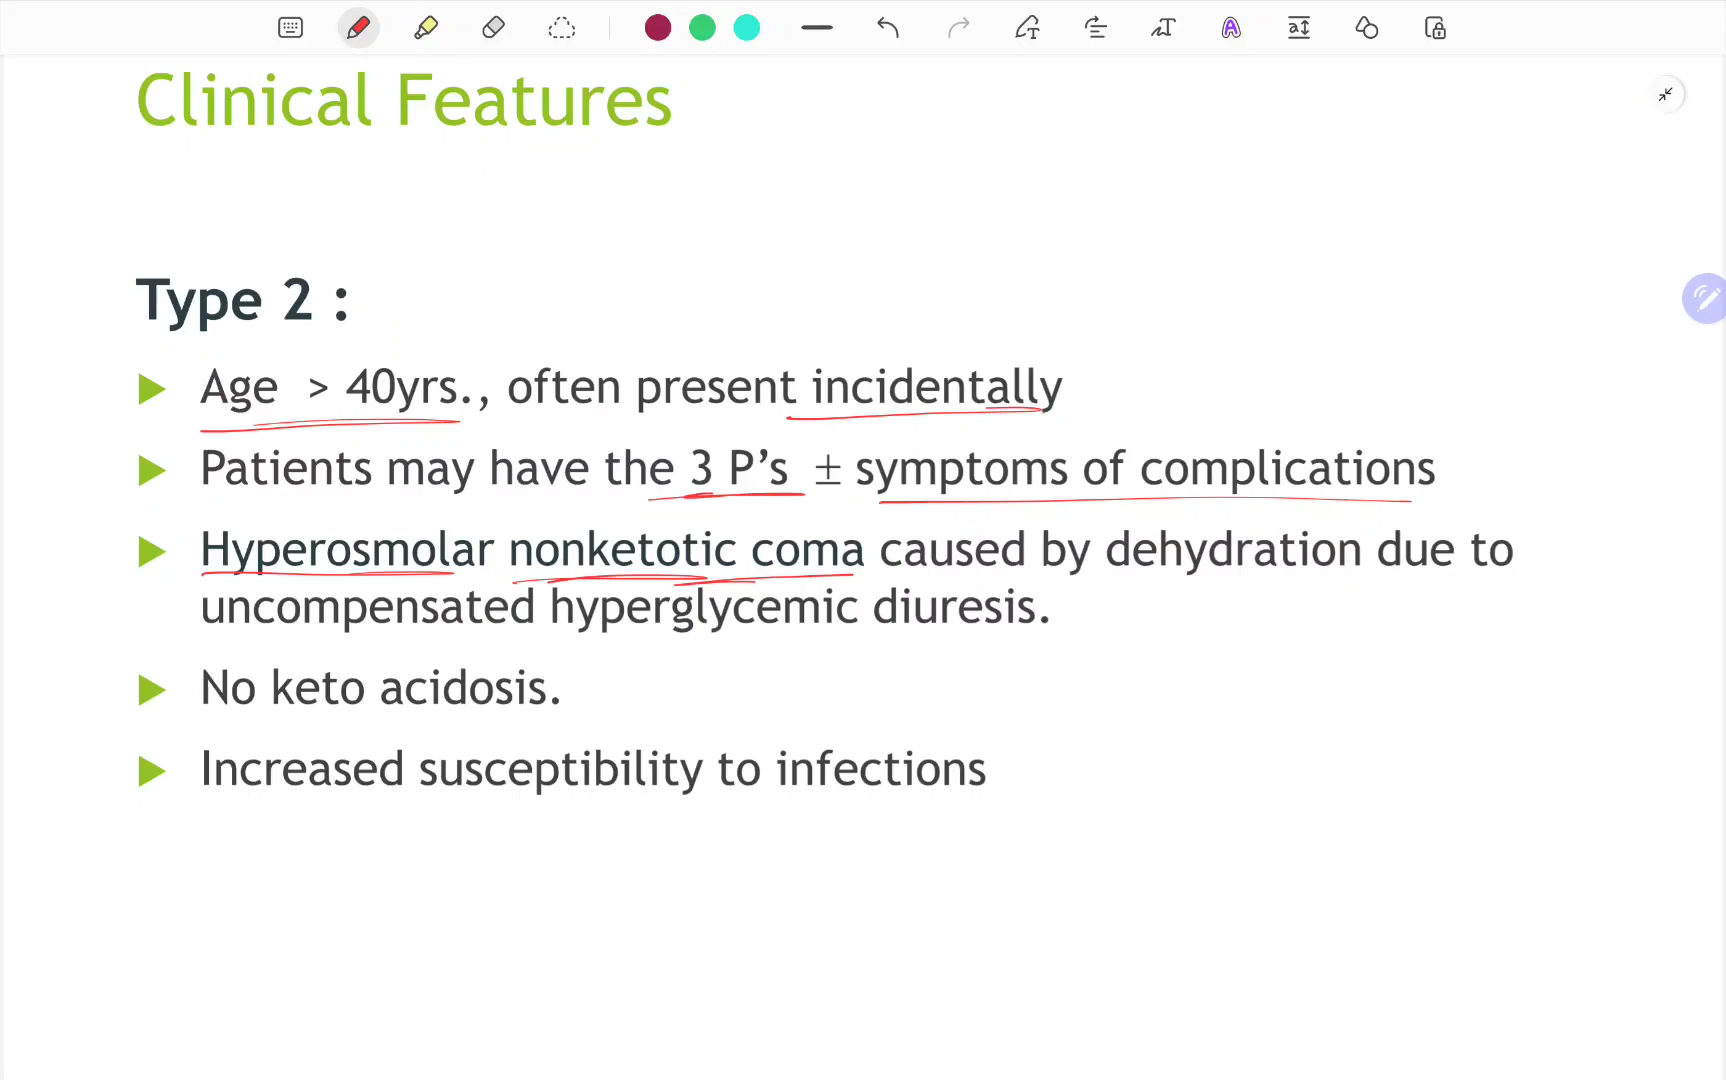 Clinical Features
Type 2 :
Age  > 40yrs., often present incidentally
Patients may have the 3 P’s ± symptoms of complications
Hyperosmolar nonketotic coma caused by dehydration due to
uncompensated hyperglycemic diuresis.
No keto acidosis.
Increased susceptibility to infections